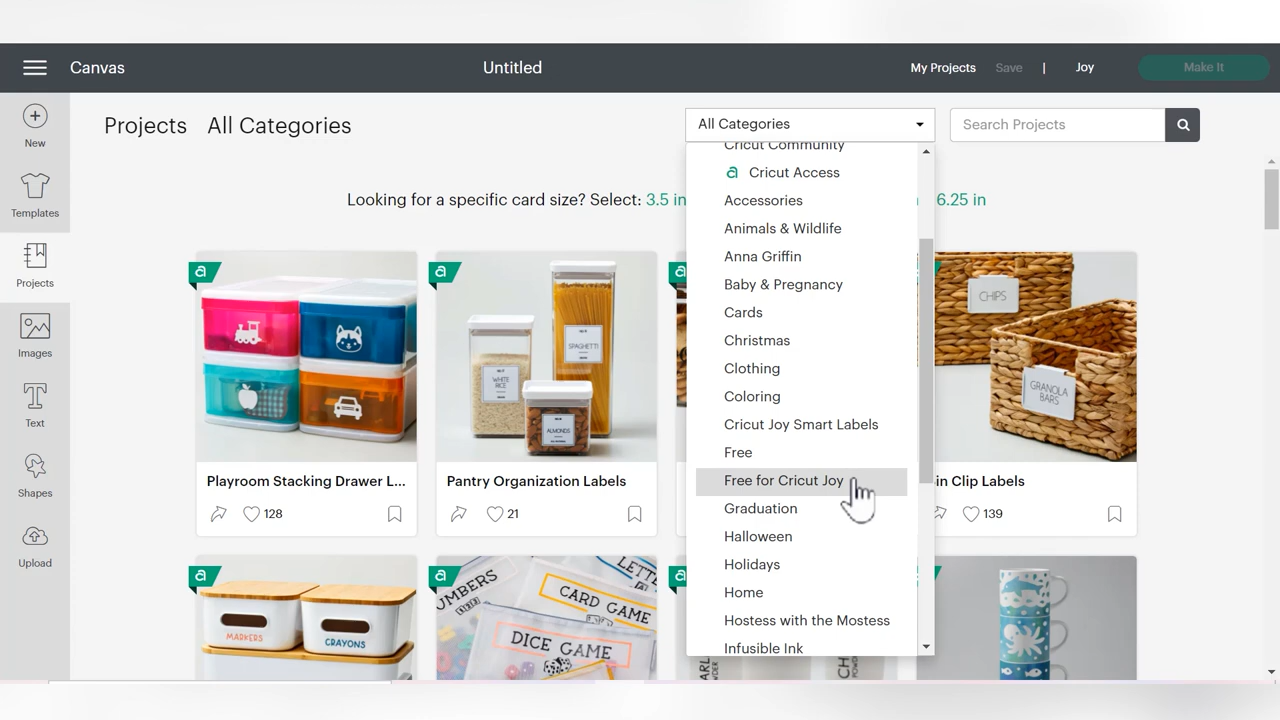 Canvas
Untitled
My Projects
Save
|
Joy
Make It
New
Templates
Projects
Images
Text
Shapes
Upload
Projects All Categories
All Categories
Search Projects
Looking for a specific card size? Select: 3.5 in
6.25 in
Cricut Community
a Cricut Access
Accessories
Animals & Wildlife
Anna Griffin
Baby & Pregnancy
Cards
Christmas
Clothing
Coloring
Cricut Joy Smart Labels
Free
Free for Cricut Joy
Graduation
Halloween
Holidays
Home
Hostess with the Mostess
Infusible Ink
a
a
a
WHITE
RICE
SPAGHETTI
ALMONDS
CHIPS
GRANOLA
BARS
Playroom Stacking Drawer L...
Pantry Organization Labels
in Clip Labels
128
21
139
a
a
a
MARKERS
CRAYONS
CARD GAME
DICE GAME